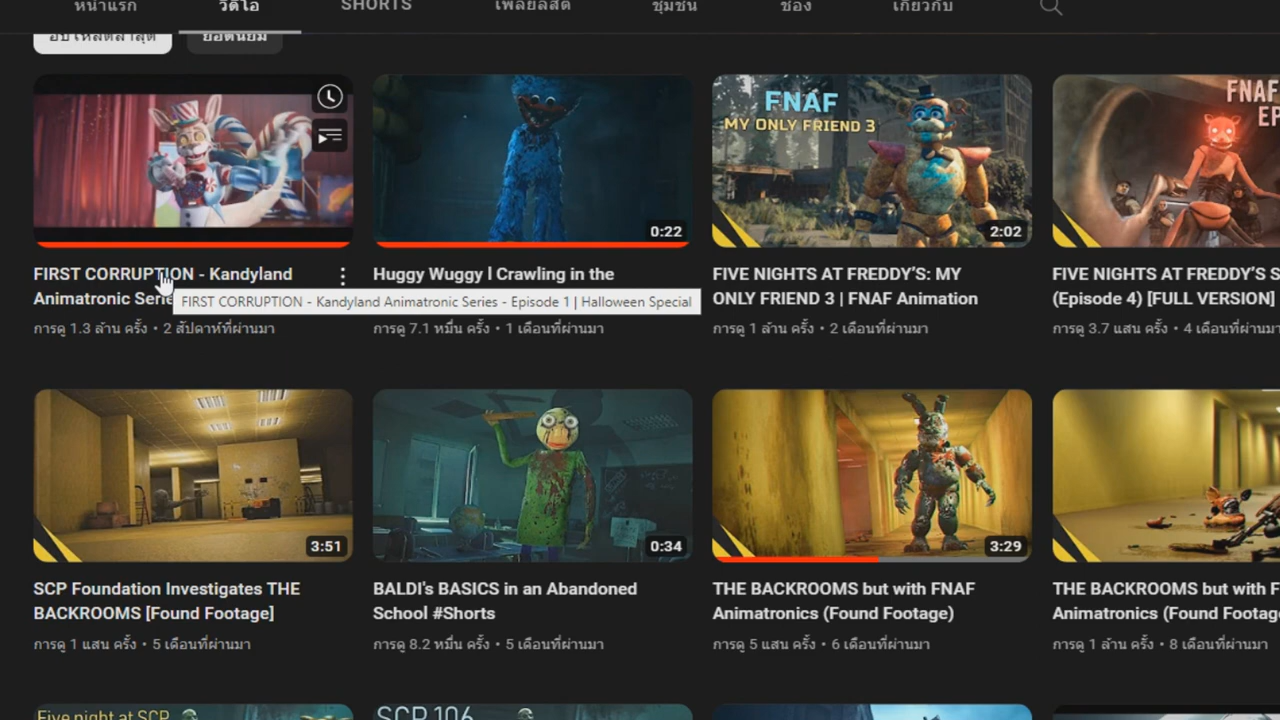 หน้าแรก วิดีโอ SHORTS เพลย์ลิสต์ ชุมชน ช่อง เกี่ยวกับ
อัปโหลดล่าสุด ยอดนิยม
FNAF
MY ONLY FRIEND 3
FNAF
EP
0:22
2:02
FIRST CORRUPTION - Kandyland
Animatronic Serie
FIRST CORRUPTION - Kandyland Animatronic Series - Episode 1 | Halloween Special
การดู 1.3 ล้าน ครั้ง • 2 สัปดาห์ที่ผ่านมา
Huggy Wuggy l Crawling in the
การดู 7.1 หมื่น ครั้ง • 1 เดือนที่ผ่านมา
FIVE NIGHTS AT FREDDY’S: MY
ONLY FRIEND 3 | FNAF Animation
การดู 1 ล้าน ครั้ง • 2 เดือนที่ผ่านมา
FIVE NIGHTS AT FREDDY’S S
(Episode 4) [FULL VERSION]
การดู 3.7 แสน ครั้ง • 4 เดือนที่ผ่านมา
3:51
0:34
3:29
SCP Foundation Investigates THE
BACKROOMS [Found Footage]
การดู 1 แสน ครั้ง • 5 เดือนที่ผ่านมา
BALDI's BASICS in an Abandoned
School #Shorts
การดู 8.2 หมื่น ครั้ง • 5 เดือนที่ผ่านมา
THE BACKROOMS but with FNAF
Animatronics (Found Footage)
การดู 5 แสน ครั้ง • 6 เดือนที่ผ่านมา
THE BACKROOMS but with F
Animatronics (Found Footag
การดู 1 ล้าน ครั้ง • 8 เดือนที่ผ่านมา
Five night at SCP
SCP 106